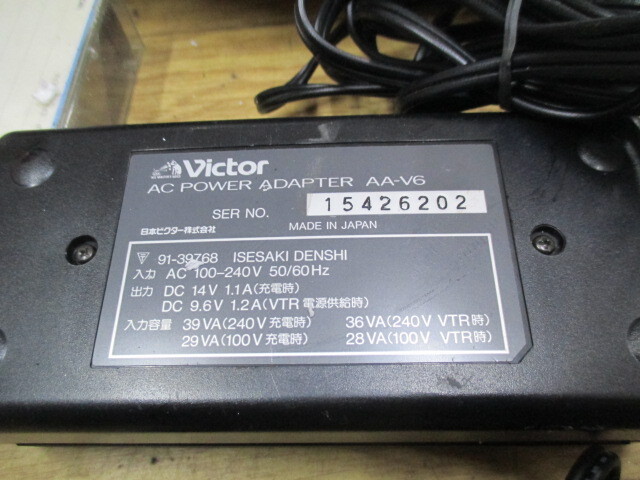 Victor
AC POWER ADAPTER AA-V6
SER NO. 15426202
日本ビクター株式会社 MADE IN JAPAN
91-39768 ISESAKI DENSHI
入力 AC 100-240V 50/60Hz
出力 DC 14V 1.1A(充電時)
DC 9.6V 1.2A(VTR電源供給時)
入力容量 39VA(240V充電時) 36VA(240V VTR時)
29VA(100V充電時) 28VA(100V VTR時)